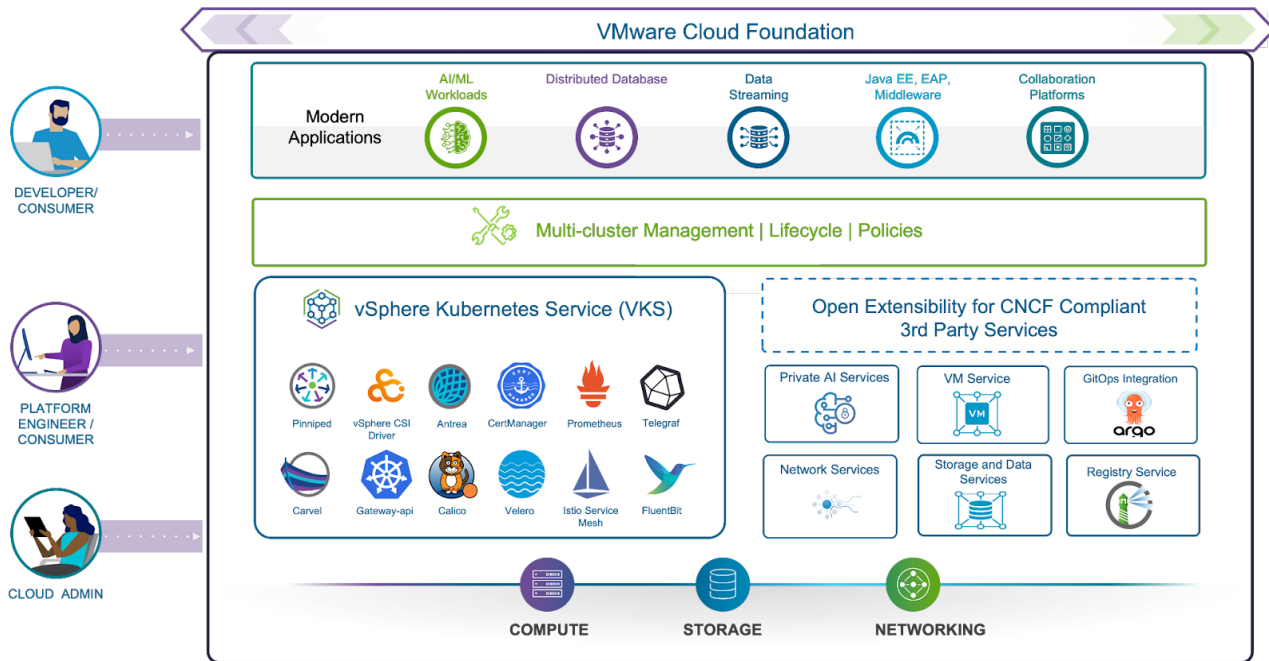 VMware Cloud Foundation
DEVELOPER/
CONSUMER
PLATFORM
ENGINEER /
CONSUMER
CLOUD ADMIN
Modern
Applications
AI/ML
Workloads
Distributed Database
Data
Streaming
Java EE, EAP,
Middleware
Collaboration
Platforms
Multi-cluster Management | Lifecycle | Policies
vSphere Kubernetes Service (VKS)
Pinniped
vSphere CSI
Driver
Antrea
CertManager
Prometheus
Telegraf
Carvel
Gateway-api
Calico
Velero
Istio Service
Mesh
FluentBit
Open Extensibility for CNCF Compliant
3rd Party Services
Private AI Services
VM Service
VM
GitOps Integration
argo
Network Services
Storage and Data
Services
Registry Service
COMPUTE
STORAGE
NETWORKING